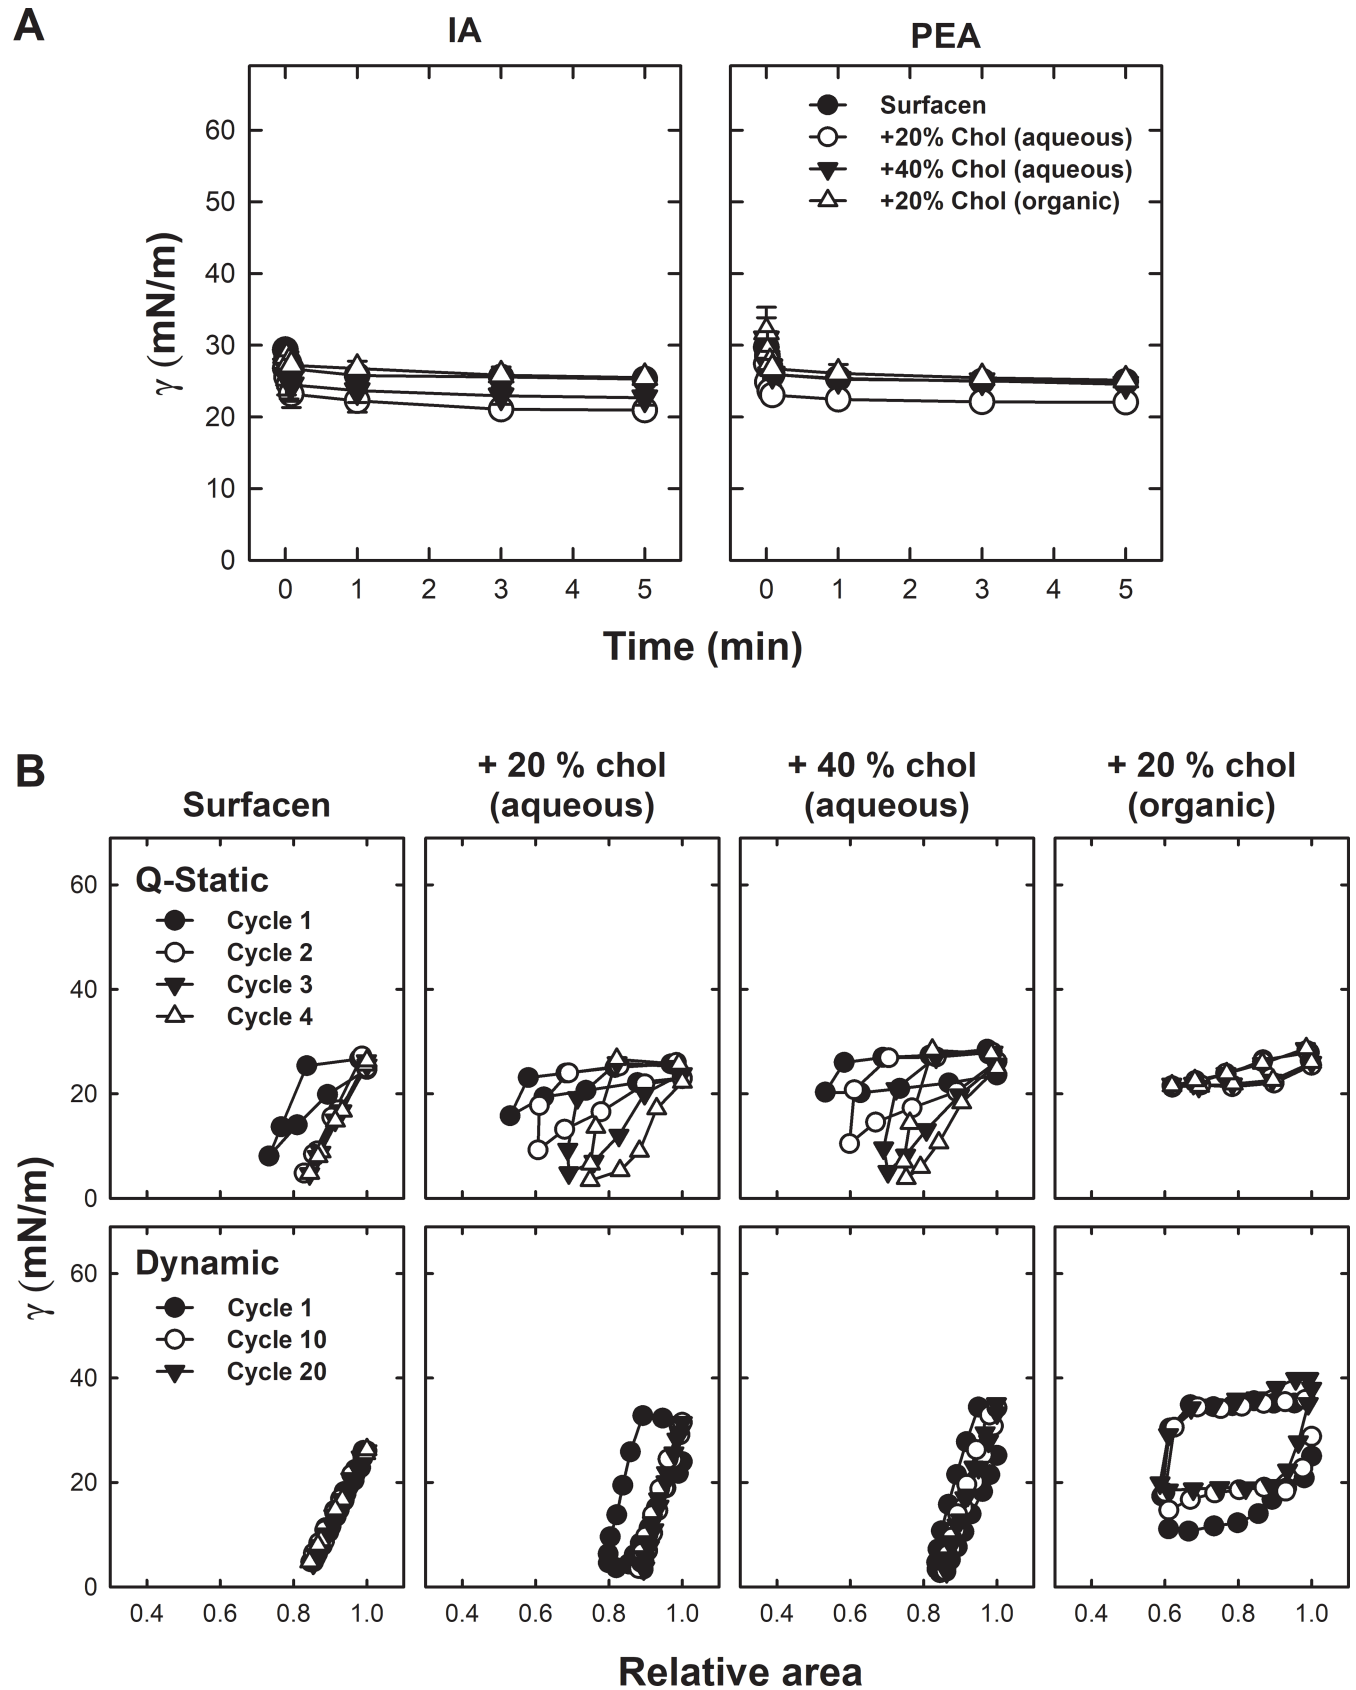 A
IA
PEA
Surfacen
+20% Chol (aqueous)
+40% Chol (aqueous)
+20% Chol (organic)
γ (mN/m)
60
50
40
30
20
10
0
0 1 2 3 4 5
0 1 2 3 4 5
Time (min)
B
Surfacen
+ 20 % chol
(aqueous)
+ 40 % chol
(aqueous)
+ 20 % chol
(organic)
Q-Static
Cycle 1
Cycle 2
Cycle 3
Cycle 4
60
40
20
0
γ (mN/m)
Dynamic
Cycle 1
Cycle 10
Cycle 20
60
40
20
0
0.4 0.6 0.8 1.0
0.4 0.6 0.8 1.0
0.4 0.6 0.8 1.0
0.4 0.6 0.8 1.0
Relative area